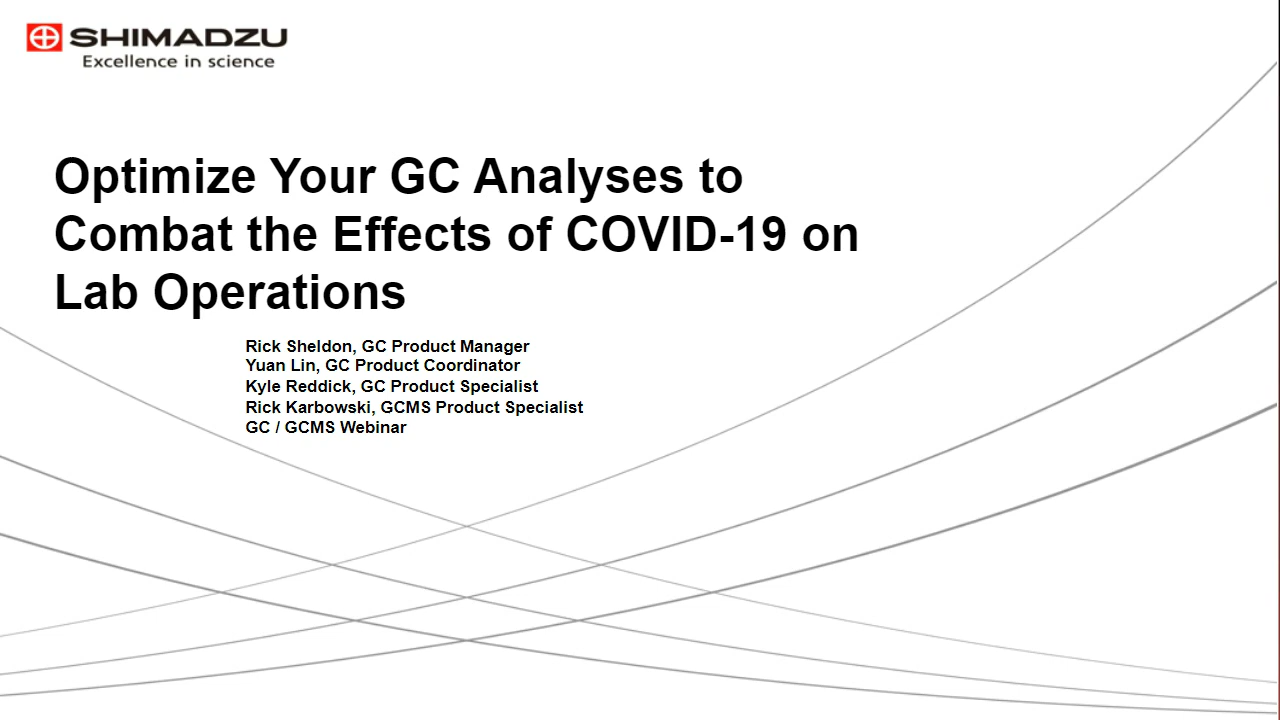 SHIMADZU
Excellence in science
Optimize Your GC Analyses to
Combat the Effects of COVID-19 on
Lab Operations
Rick Sheldon, GC Product Manager
Yuan Lin, GC Product Coordinator
Kyle Reddick, GC Product Specialist
Rick Karbowski, GCMS Product Specialist
GC / GCMS Webinar